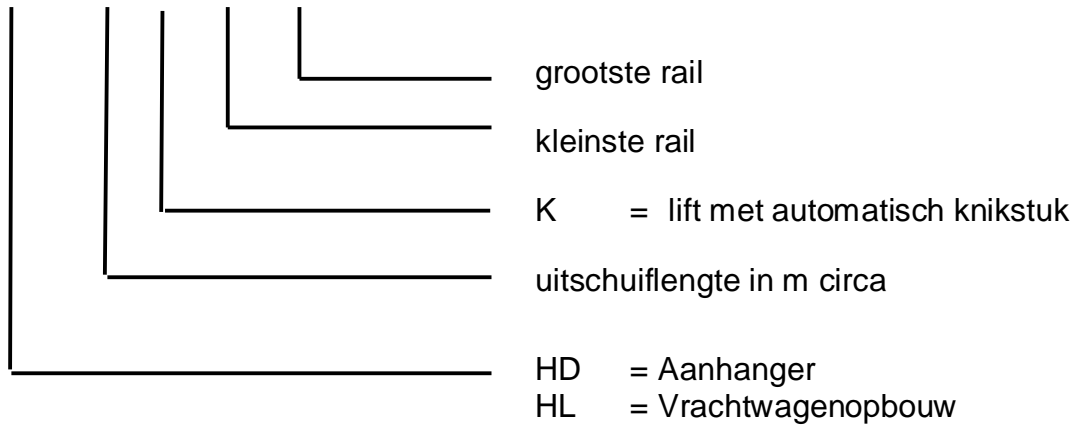 grootste rail
kleinste rail
K = lift met automatisch knikstuk
uitschuiflengte in m circa
HD = Aanhanger
HL = Vrachtwagenopbouw